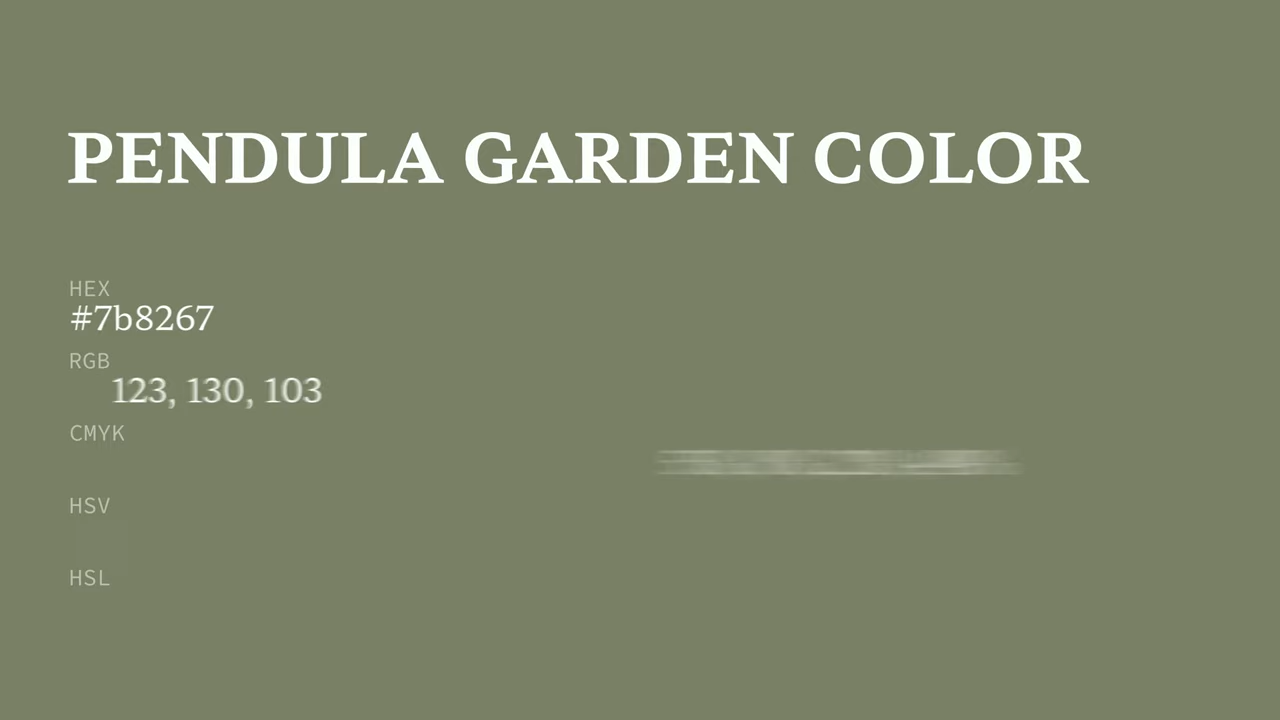 PENDULA GARDEN COLOR
HEX
#7b8267
RGB
123, 130, 103
CMYK
HSV
HSL